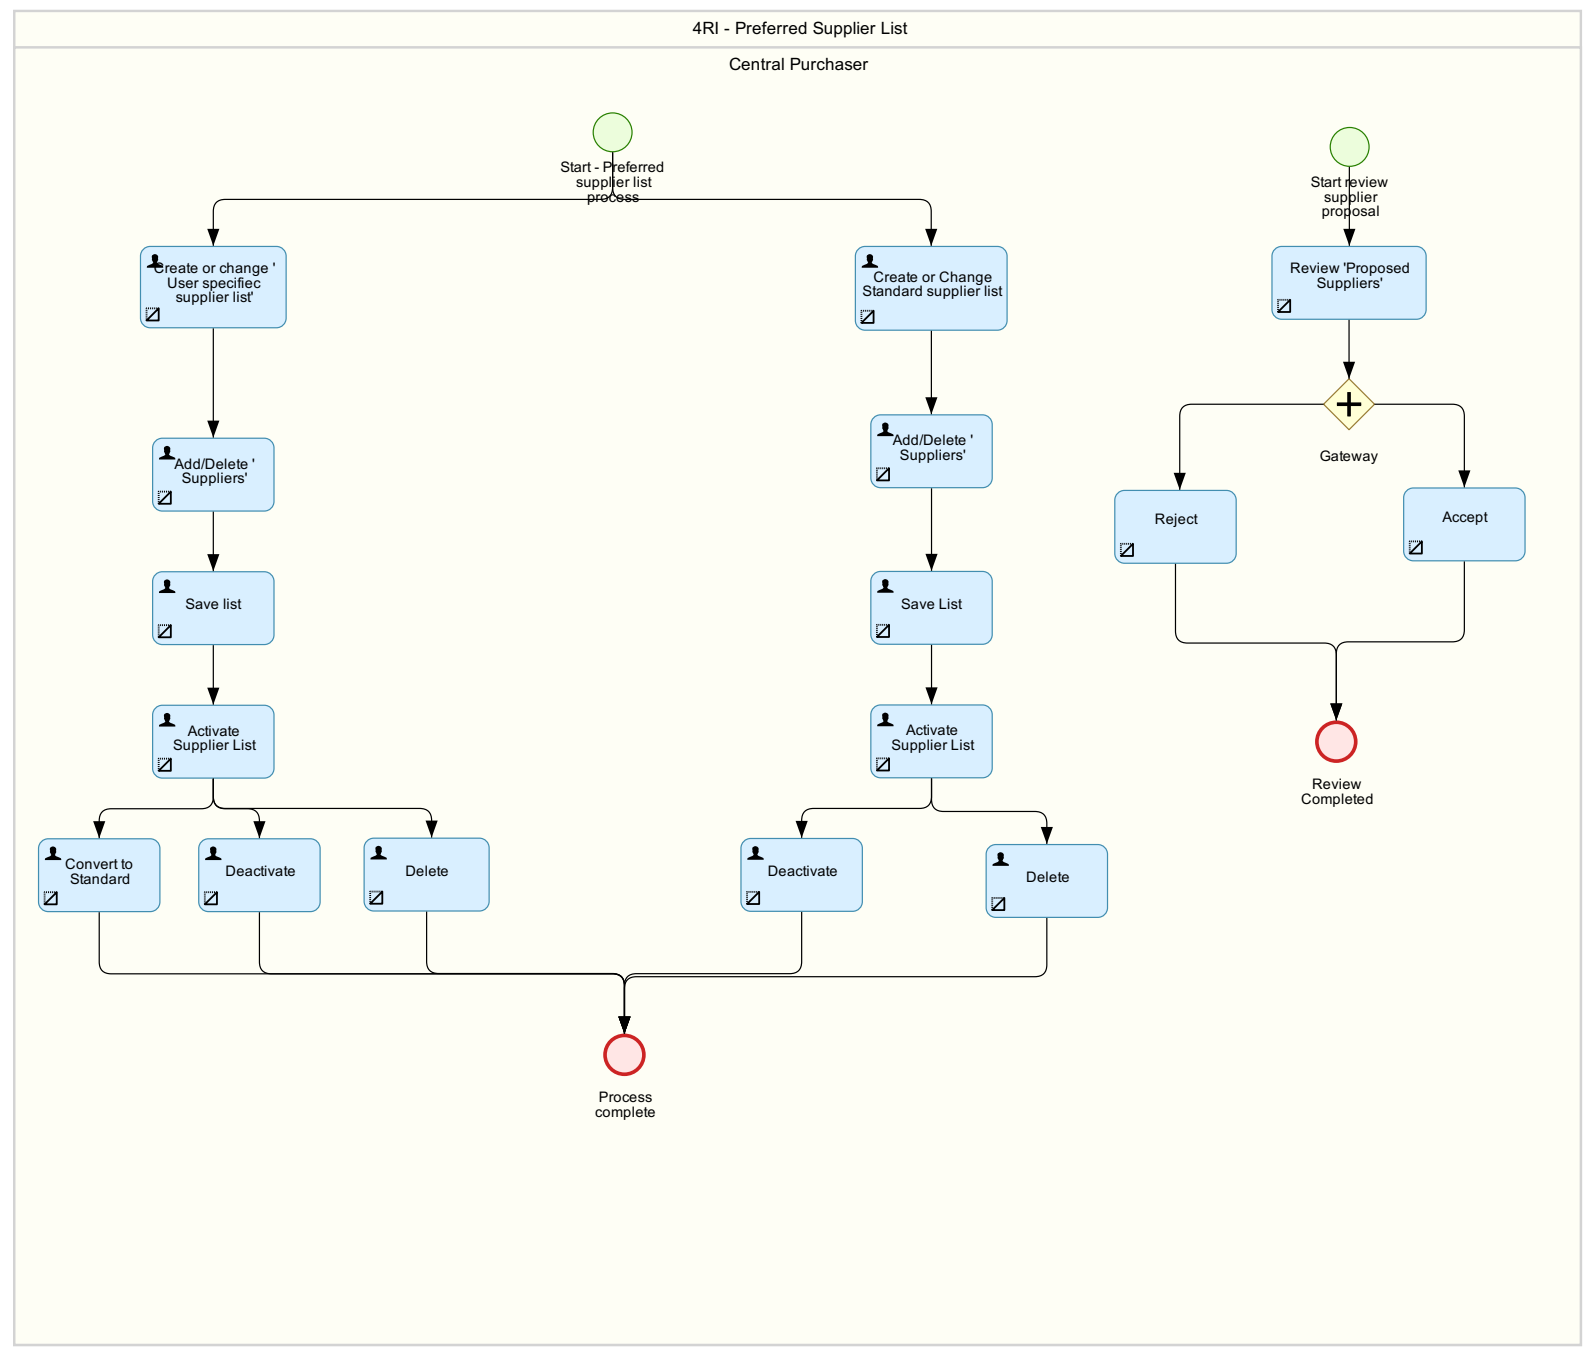 4RI - Preferred Supplier List
Central Purchaser
Start - Preferred
supplier list
process
Start review
supplier
proposal
Create or change '
User specifiec
supplier list'
Create or Change
Standard supplier list
Review 'Proposed
Suppliers'
Add/Delete '
Suppliers'
Add/Delete '
Suppliers'
Gateway
Reject
Accept
Save list
Save List
Activate
Supplier List
Activate
Supplier List
Review
Completed
Convert to
Standard
Deactivate
Delete
Deactivate
Delete
Process
complete